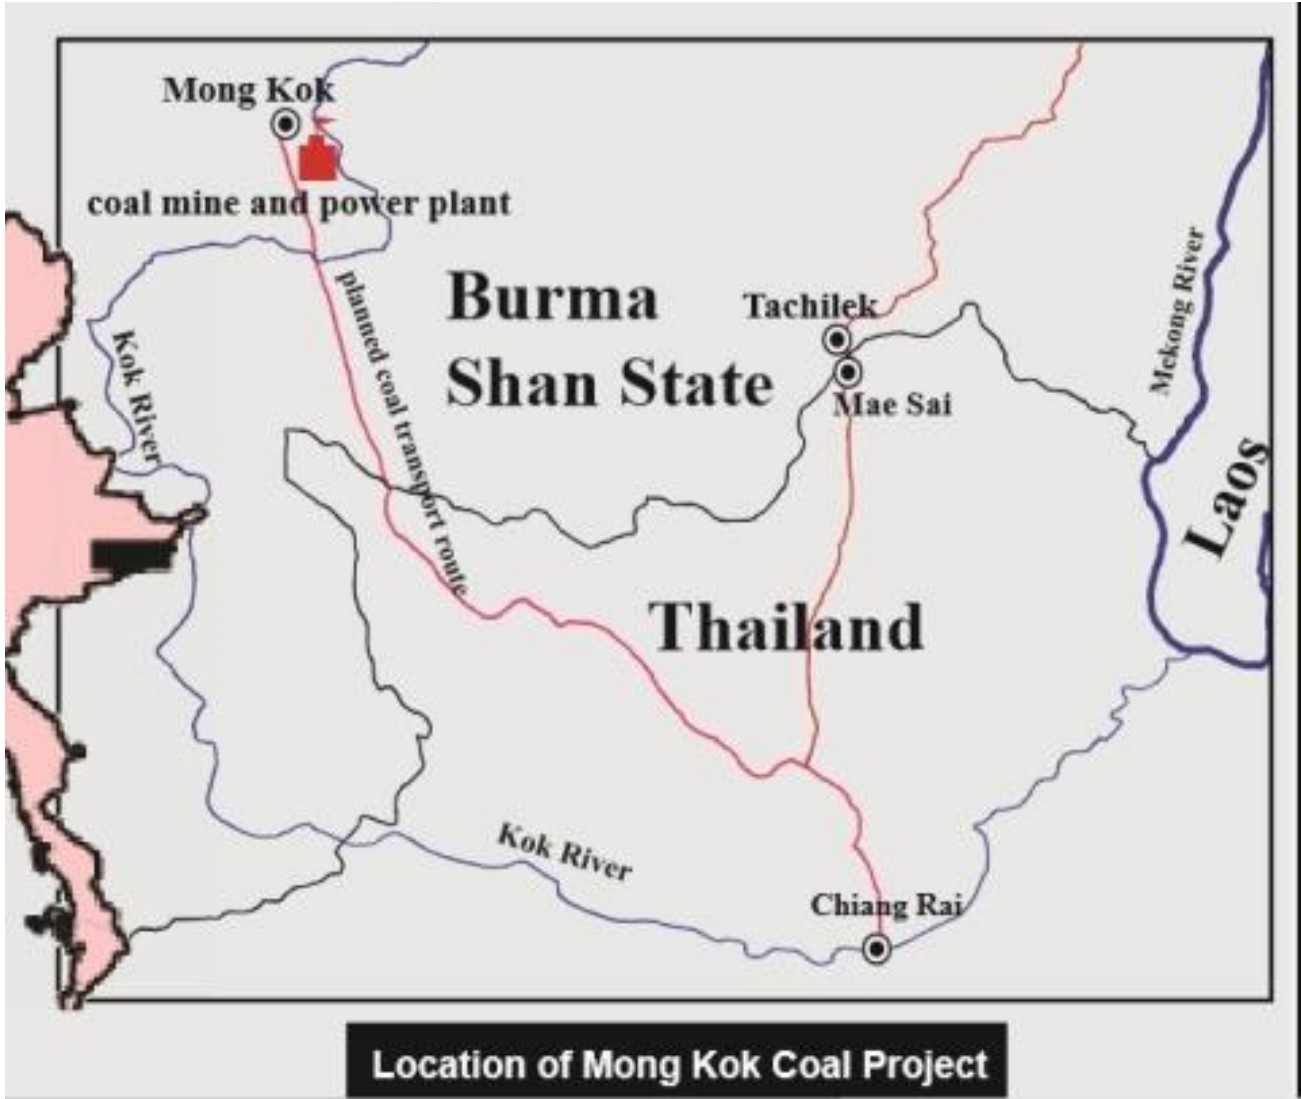 Mong Kok
coal mine and power plant
Burma
Shan State
Tachilek
Mae Sai
Mekong River
Laos
Kok River
planned coal transport route
Thailand
Kok River
Chiang Rai
Location of Mong Kok Coal Project